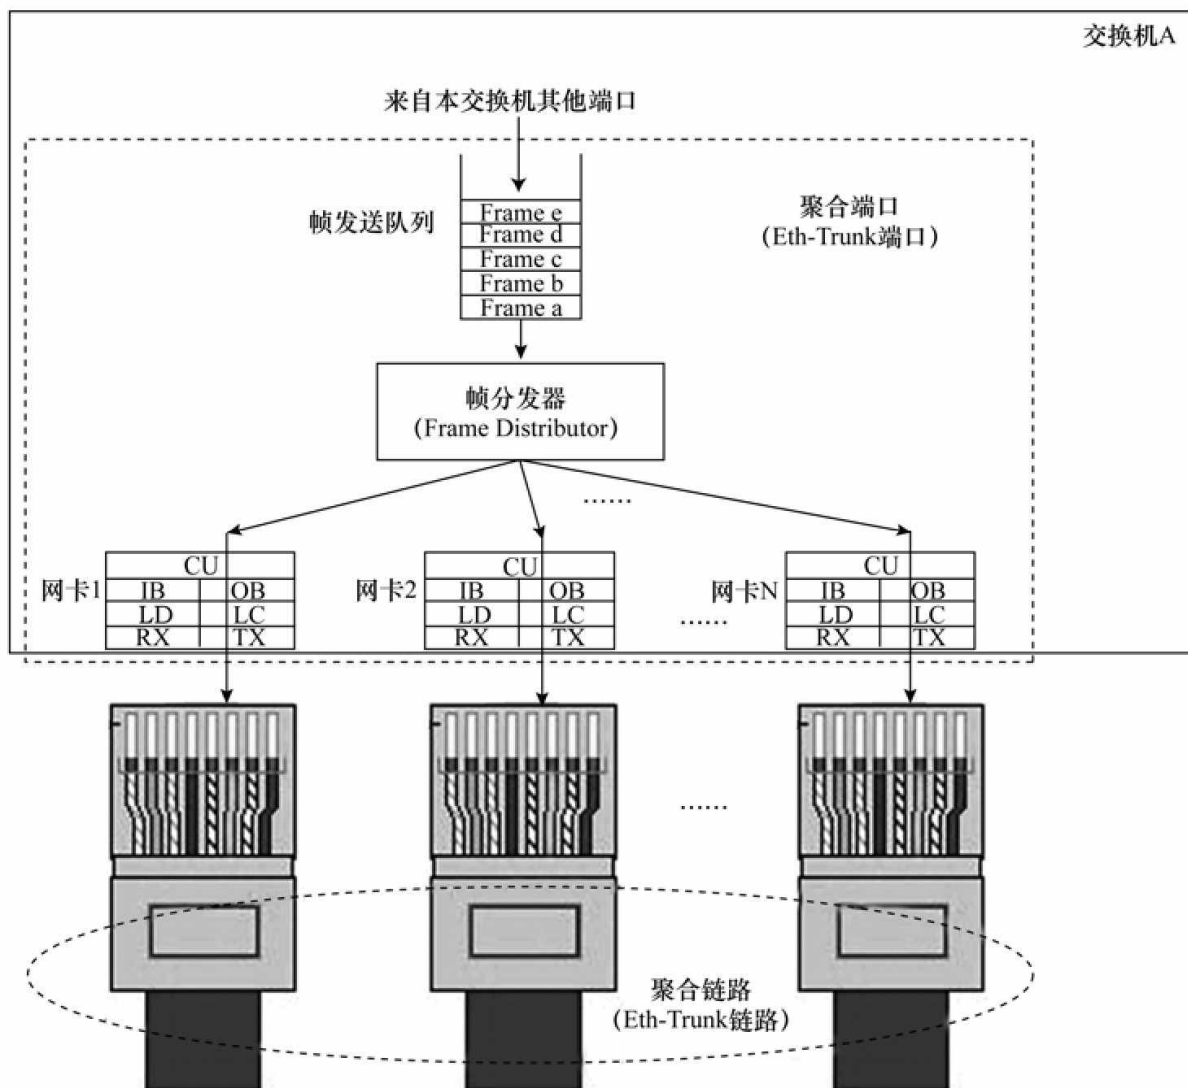 交换机A
来自本交换机其他端口
帧发送队列
Frame e
Frame d
Frame c
Frame b
Frame a
聚合端口
(Eth-Trunk端口)
帧分发器
(Frame Distributor)
……
网卡1
CU
IB OB
LD LC
RX TX
网卡2
CU
IB OB
LD LC
RX TX
……
网卡N
CU
IB OB
LD LC
RX TX
……
聚合链路
(Eth-Trunk链路)